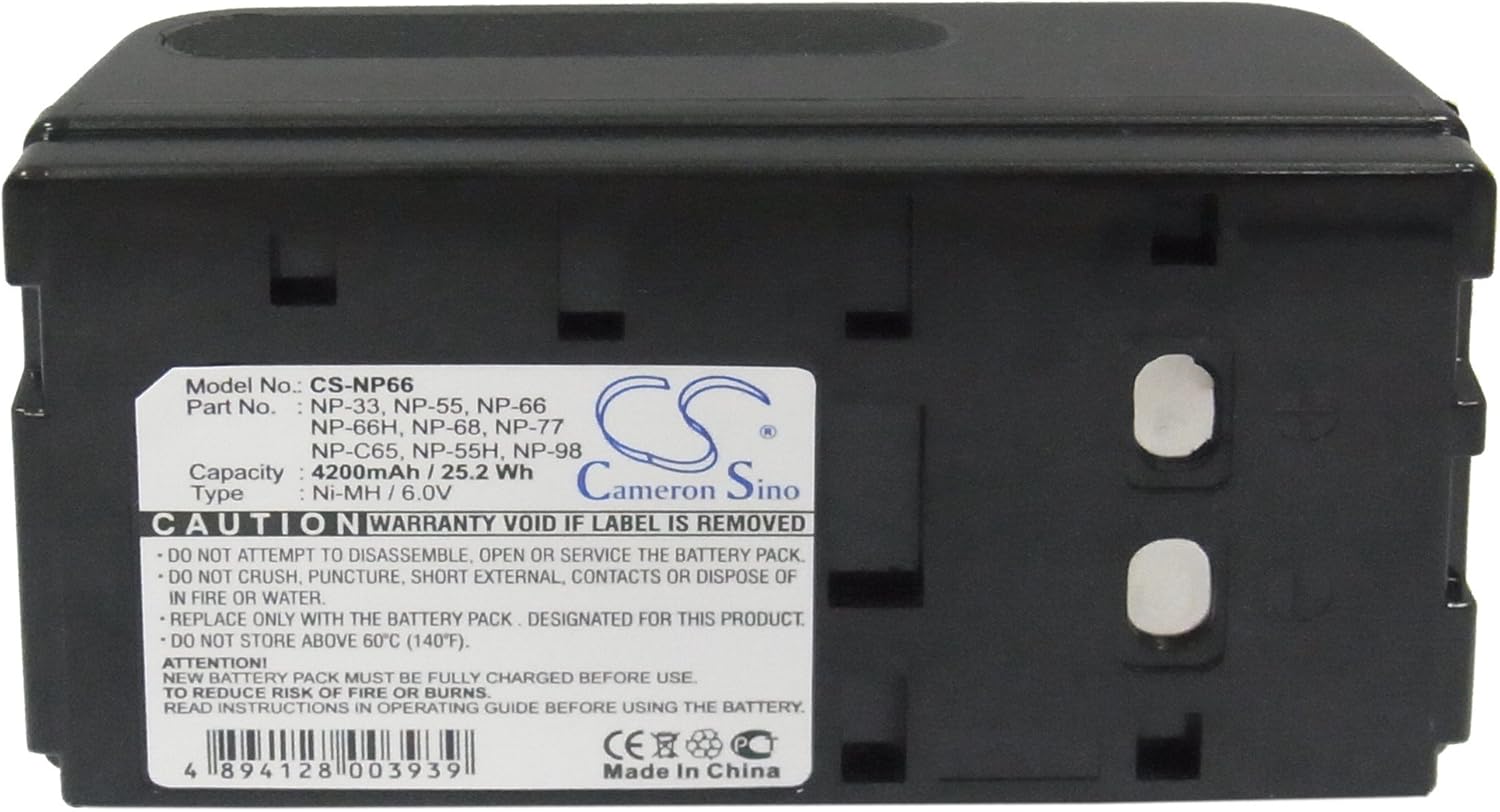 Model No.: CS-NP66
Part No. : NP-33, NP-55, NP-66
NP-66H, NP-68, NP-77
NP-C65, NP-55H, NP-98
Capacity : 4200mAh / 25.2 Wh
Type : Ni-MH / 6.0V
CS ®
Cameron Sino
CAUTION WARRANTY VOID IF LABEL IS REMOVED
· DO NOT ATTEMPT TO DISASSEMBLE, OPEN OR SERVICE THE BATTERY PACK.
· DO NOT CRUSH, PUNCTURE, SHORT EXTERNAL, CONTACTS OR DISPOSE OF
IN FIRE OR WATER.
· REPLACE ONLY WITH THE BATTERY PACK . DESIGNATED FOR THIS PRODUCT
· DO NOT STORE ABOVE 60°C (140°F).
ATTENTION!
NEW BATTERY PACK MUST BE FULLY CHARGED BEFORE USE.
TO REDUCE RISK OF FIRE OR BURNS.
READ INSTRUCTIONS IN OPERATING GUIDE BEFORE USE THE BATTERY.
4 894128 003939
CE PCT
Made In China
+
−